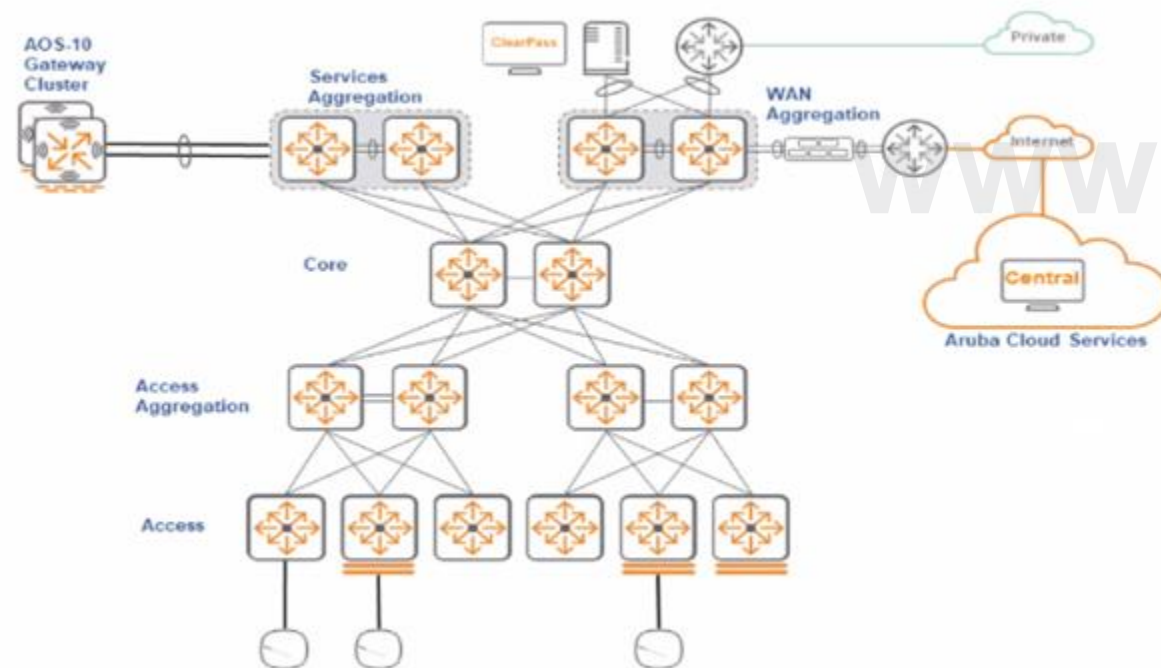 AOS-10
Gateway
Cluster
Services
Aggregation
ClearPass
Private
WAN
Aggregation
Internet
www
Core
Central
Aruba Cloud Services
Access
Aggregation
Access